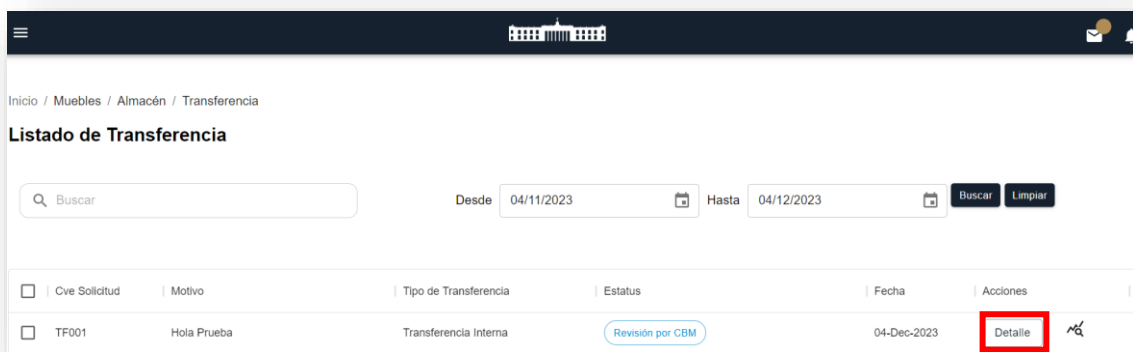 Inicio / Muebles / Almacén / Transferencia
Listado de Transferencia
Buscar Desde 04/11/2023 Hasta 04/12/2023 Buscar Limpiar
Cve Solicitud Motivo Tipo de Transferencia Estatus Fecha Acciones
TF001 Hola Prueba Transferencia Interna Revisión por CBM 04-Dec-2023 Detalle